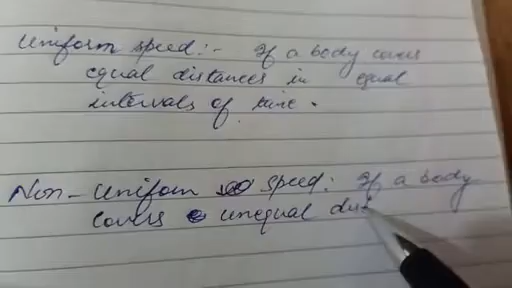 Uniform speed:- If a body covers
equal distances in equal
intervals of time.
Non-uniform speed: If a body
covers unequal dis